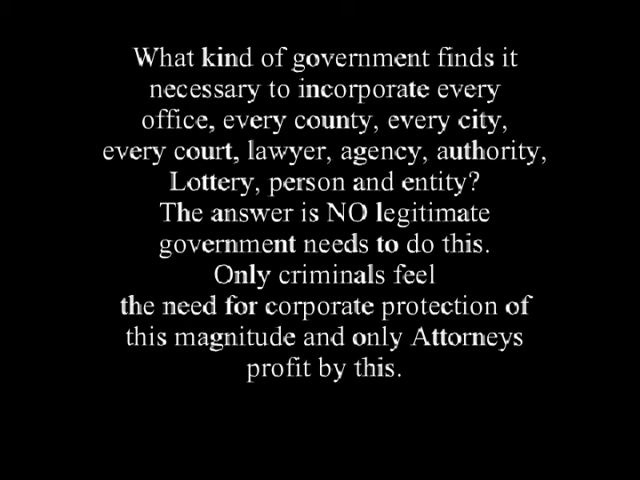 What kind of government finds it
necessary to incorporate every
office, every county, every city,
every court, lawyer, agency, authority,
Lottery, person and entity?
The answer is NO legitimate
government needs to do this.
Only criminals feel
the need for corporate protection of
this magnitude and only Attorneys
profit by this.